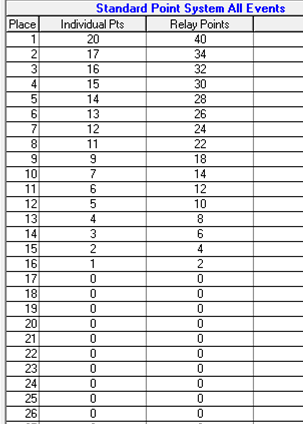 Standard Point System All Events
Place Individual Pts Relay Points
1 20 40
2 17 34
3 16 32
4 15 30
5 14 28
6 13 26
7 12 24
8 11 22
9 9 18
10 7 14
11 6 12
12 5 10
13 4 8
14 3 6
15 2 4
16 1 2
17 0 0
18 0 0
19 0 0
20 0 0
21 0 0
22 0 0
23 0 0
24 0 0
25 0 0
26 0 0